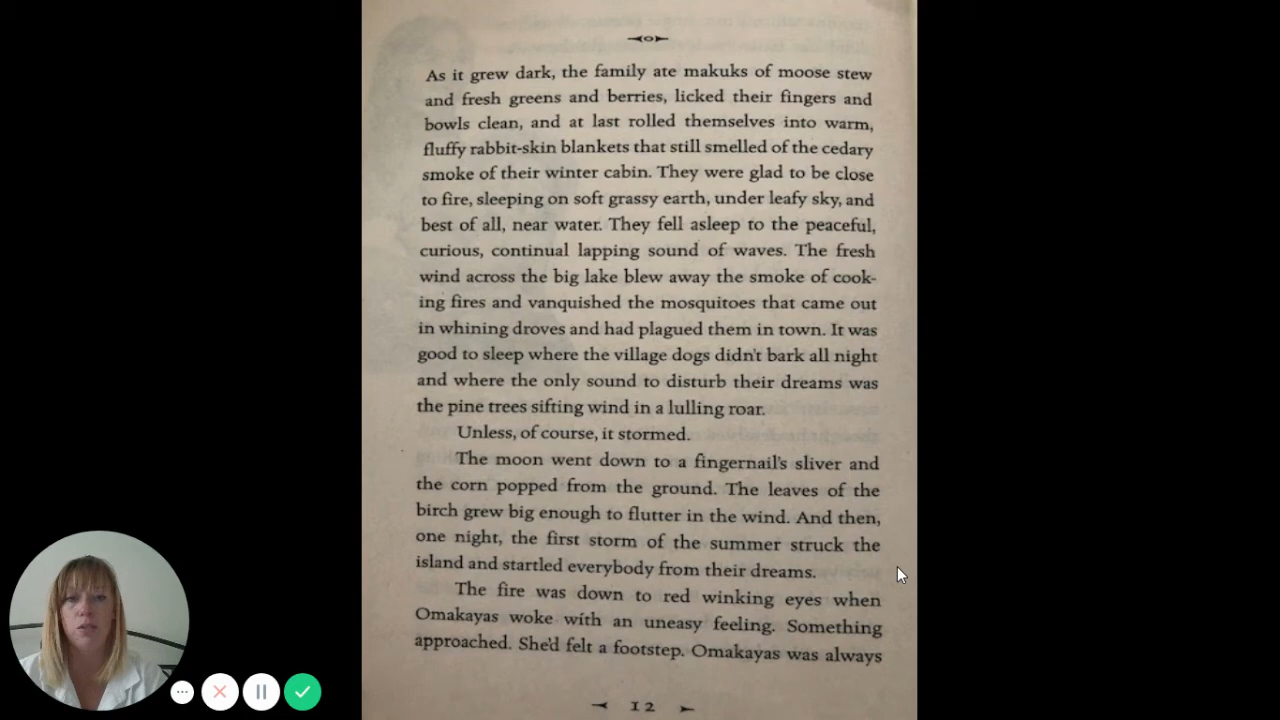 As it grew dark, the family ate makuks of moose stew
and fresh greens and berries, licked their fingers and
bowls clean, and at last rolled themselves into warm,
fluffy rabbit-skin blankets that still smelled of the cedary
smoke of their winter cabin. They were glad to be close
to fire, sleeping on soft grassy earth, under leafy sky, and
best of all, near water. They fell asleep to the peaceful,
curious, continual lapping sound of waves. The fresh
wind across the big lake blew away the smoke of cook-
ing fires and vanquished the mosquitoes that came out
in whining droves and had plagued them in town. It was
good to sleep where the village dogs didn't bark all night
and where the only sound to disturb their dreams was
the pine trees sifting wind in a lulling roar.
Unless, of course, it stormed.
The moon went down to a fingernail's sliver and
the corn popped from the ground. The leaves of the
birch grew big enough to flutter in the wind. And then,
one night, the first storm of the summer struck the
island and startled everybody from their dreams.
The fire was down to red winking eyes when
Omakayas woke with an uneasy feeling. Something
approached. She'd felt a footstep. Omakayas was always
12